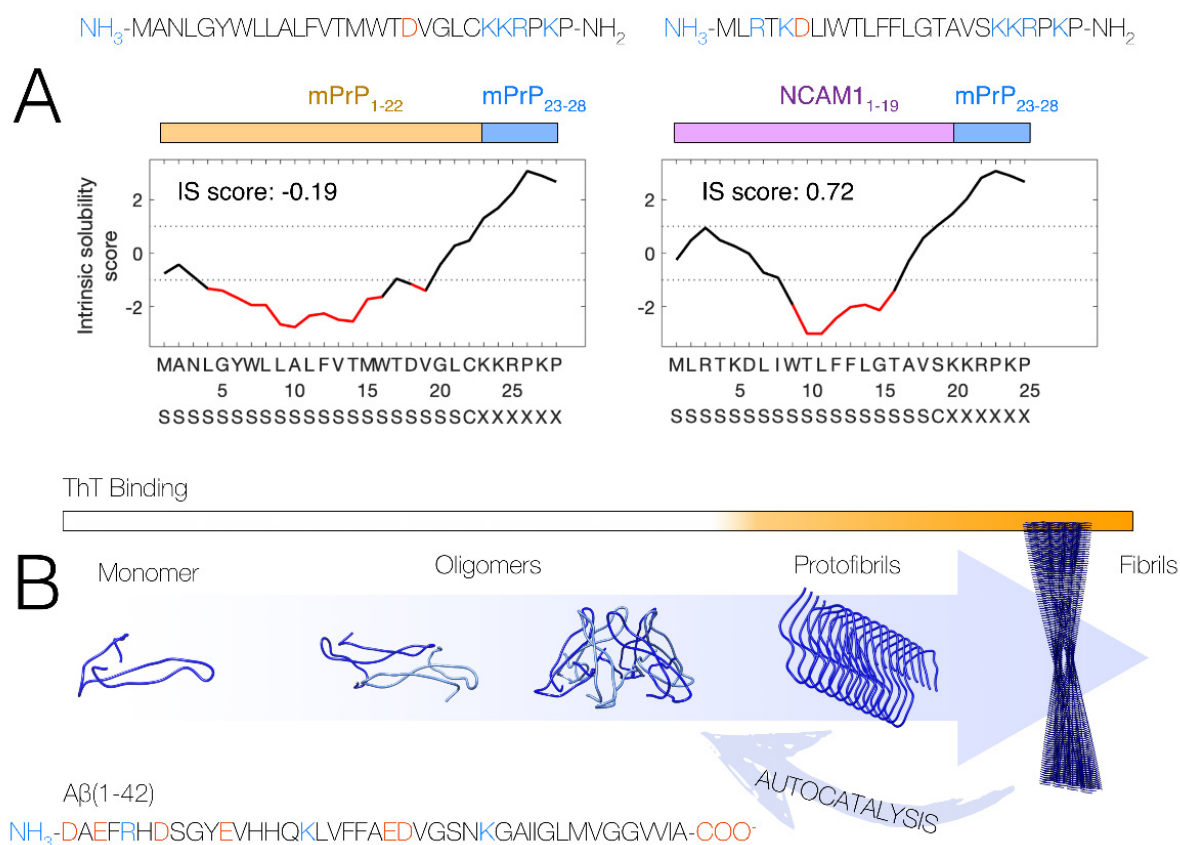 NH₃-MANLGYWLLALFVTMWTDVGLCKKRPKP-NH₂
NH₃-MLRTKDLIWTLFFLGTAVSKKRPKP-NH₂
A
mPrP₁₋₂₂
mPrP₂₃₋₂₈
NCAM1₁₋₁₉
mPrP₂₃₋₂₈
Intrinsic solubility
score
2
0
-2
IS score: -0.19
MANLGYWLLALFVTMWTDVGLCKKRPKP
5 10 15 20 25
SSSSSSSSSSSSSSSSSSSSSCXXXXXX
2
0
-2
IS score: 0.72
MLRTKDLIWTLFFLGTAVSKKRPKP
5 10 15 20 25
SSSSSSSSSSSSSSSSSSCXXXXXX
ThT Binding
B
Monomer
Oligomers
Protofibrils
Fibrils
AUTOCATALYSIS
Aβ(1-42)
NH₃-DAEFRHDSGYEVHHQKLVFFAEDVGSNKGAIIGLMVGGVVIA-COO⁻